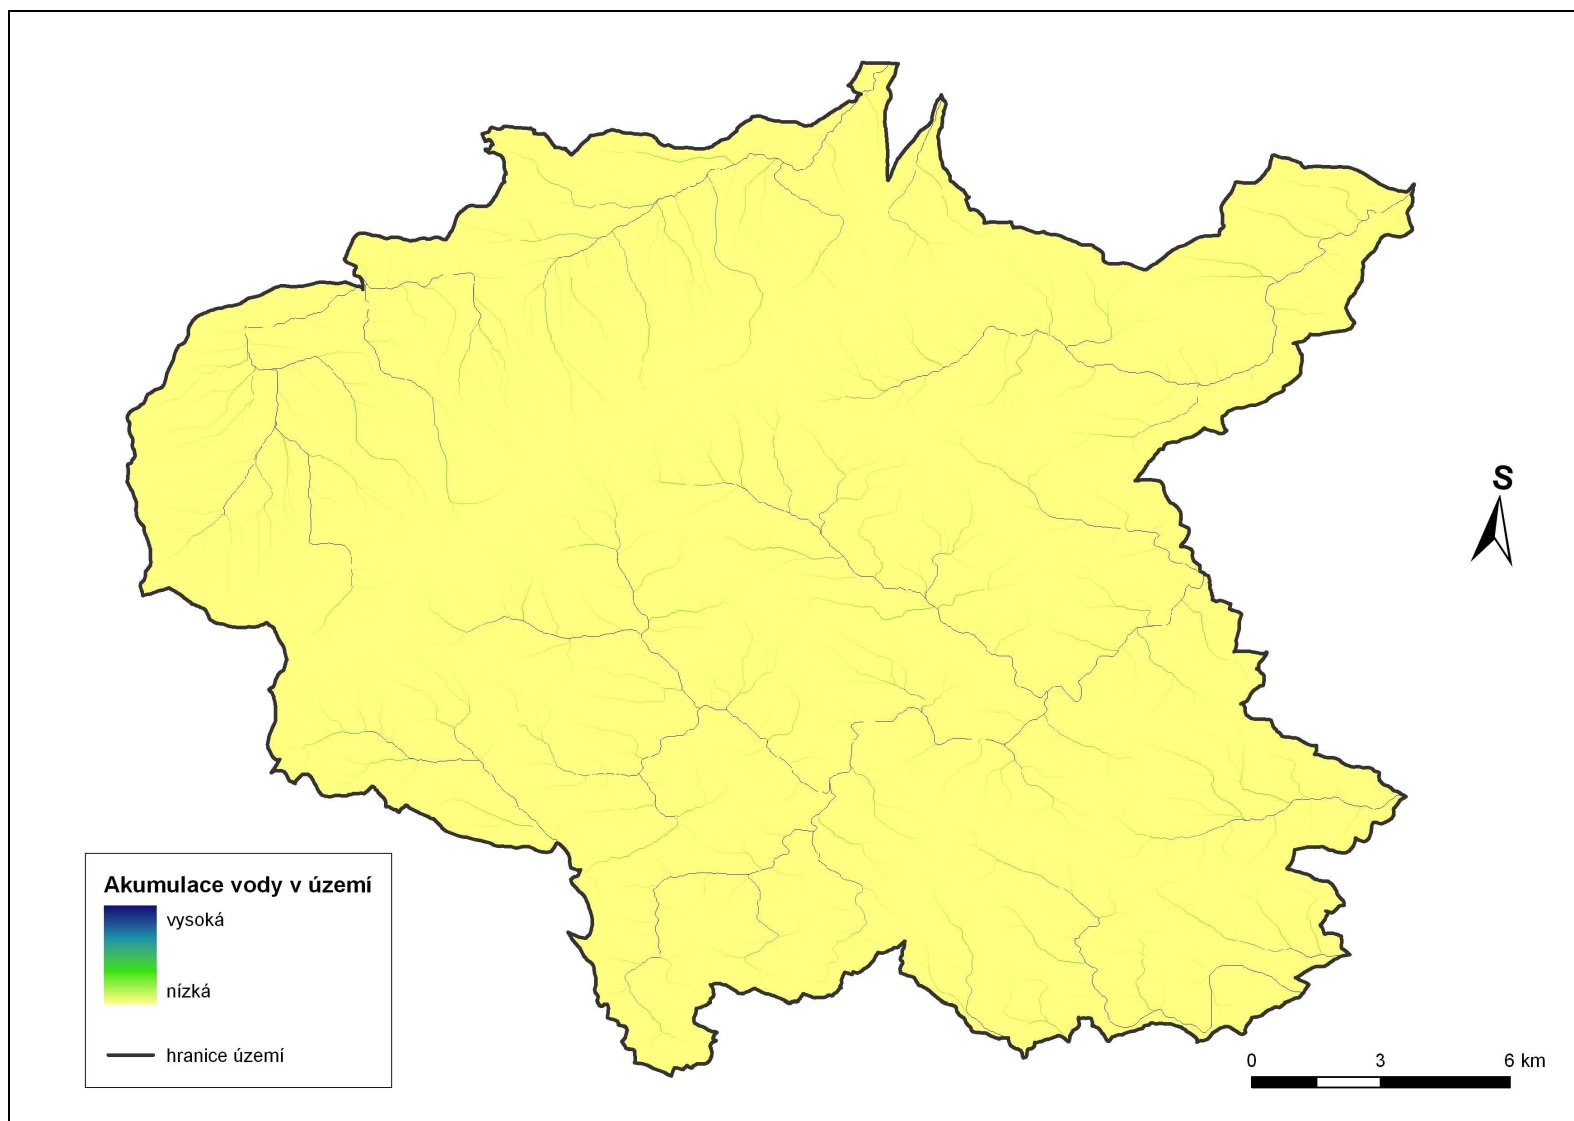 S
Akumulace vody v území
vysoká
nízká
hranice území
0 3 6 km